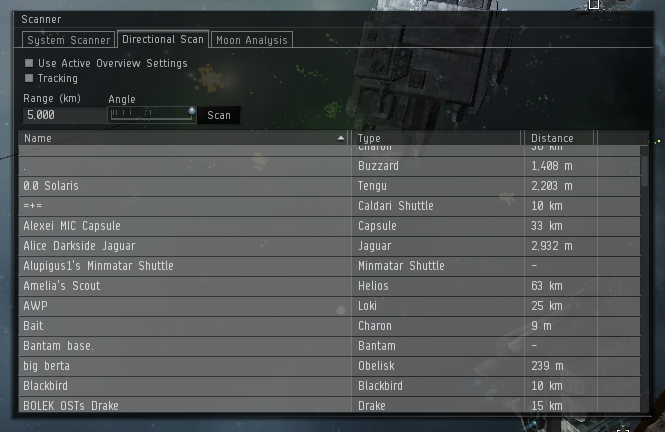 Scanner
System Scanner Directional Scan Moon Analysis
Use Active Overview Settings
Tracking
Range (km) Angle
5.000 Scan
Name Type Distance
Charon 30 km
. Buzzard 1,408 m
0.0 Solaris Tengu 2,203 m
=+= Caldari Shuttle 10 km
Alexei MIC Capsule Capsule 33 km
Alice Darkside Jaguar Jaguar 2,932 m
Alupigus1's Minmatar Shuttle Minmatar Shuttle -
Amelia's Scout Helios 63 km
AWP Loki 25 km
Bait Charon 9 m
Bantam base. Bantam -
big berta Obelisk 239 m
Blackbird Blackbird 10 km
BOLEK OSTs Drake Drake 15 km